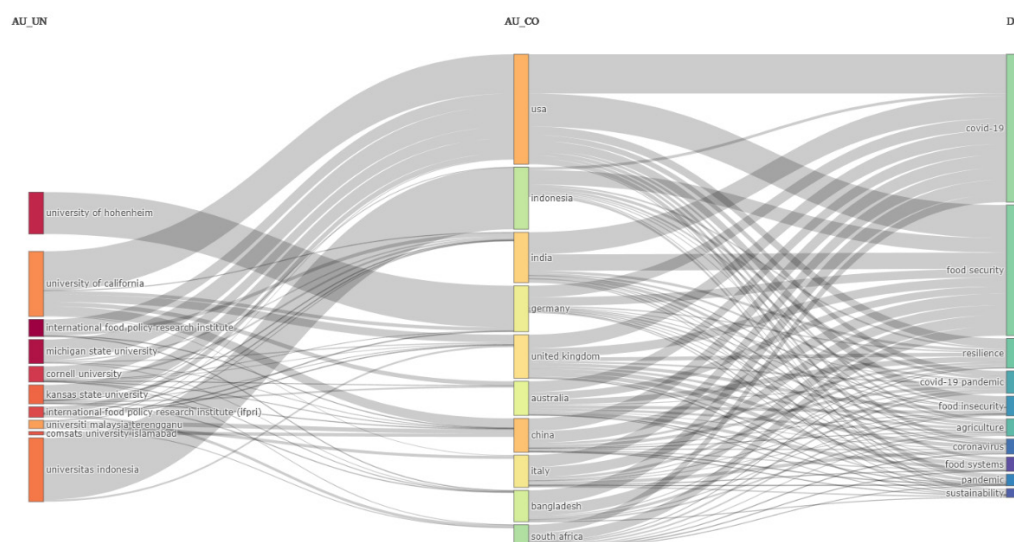 AU_UN
AU_CO
D
university of hohenheim
university of california
international food policy research institute
michigan state university
cornell university
kansas state university
international food policy research institute (ifpri)
universiti malaysia terengganu
comsats university islamabad
universitas indonesia
usa
indonesia
india
germany
united kingdom
australia
china
italy
bangladesh
south africa
covid-19
food security
resilience
covid-19 pandemic
food insecurity
agriculture
coronavirus
food systems
pandemic
sustainability